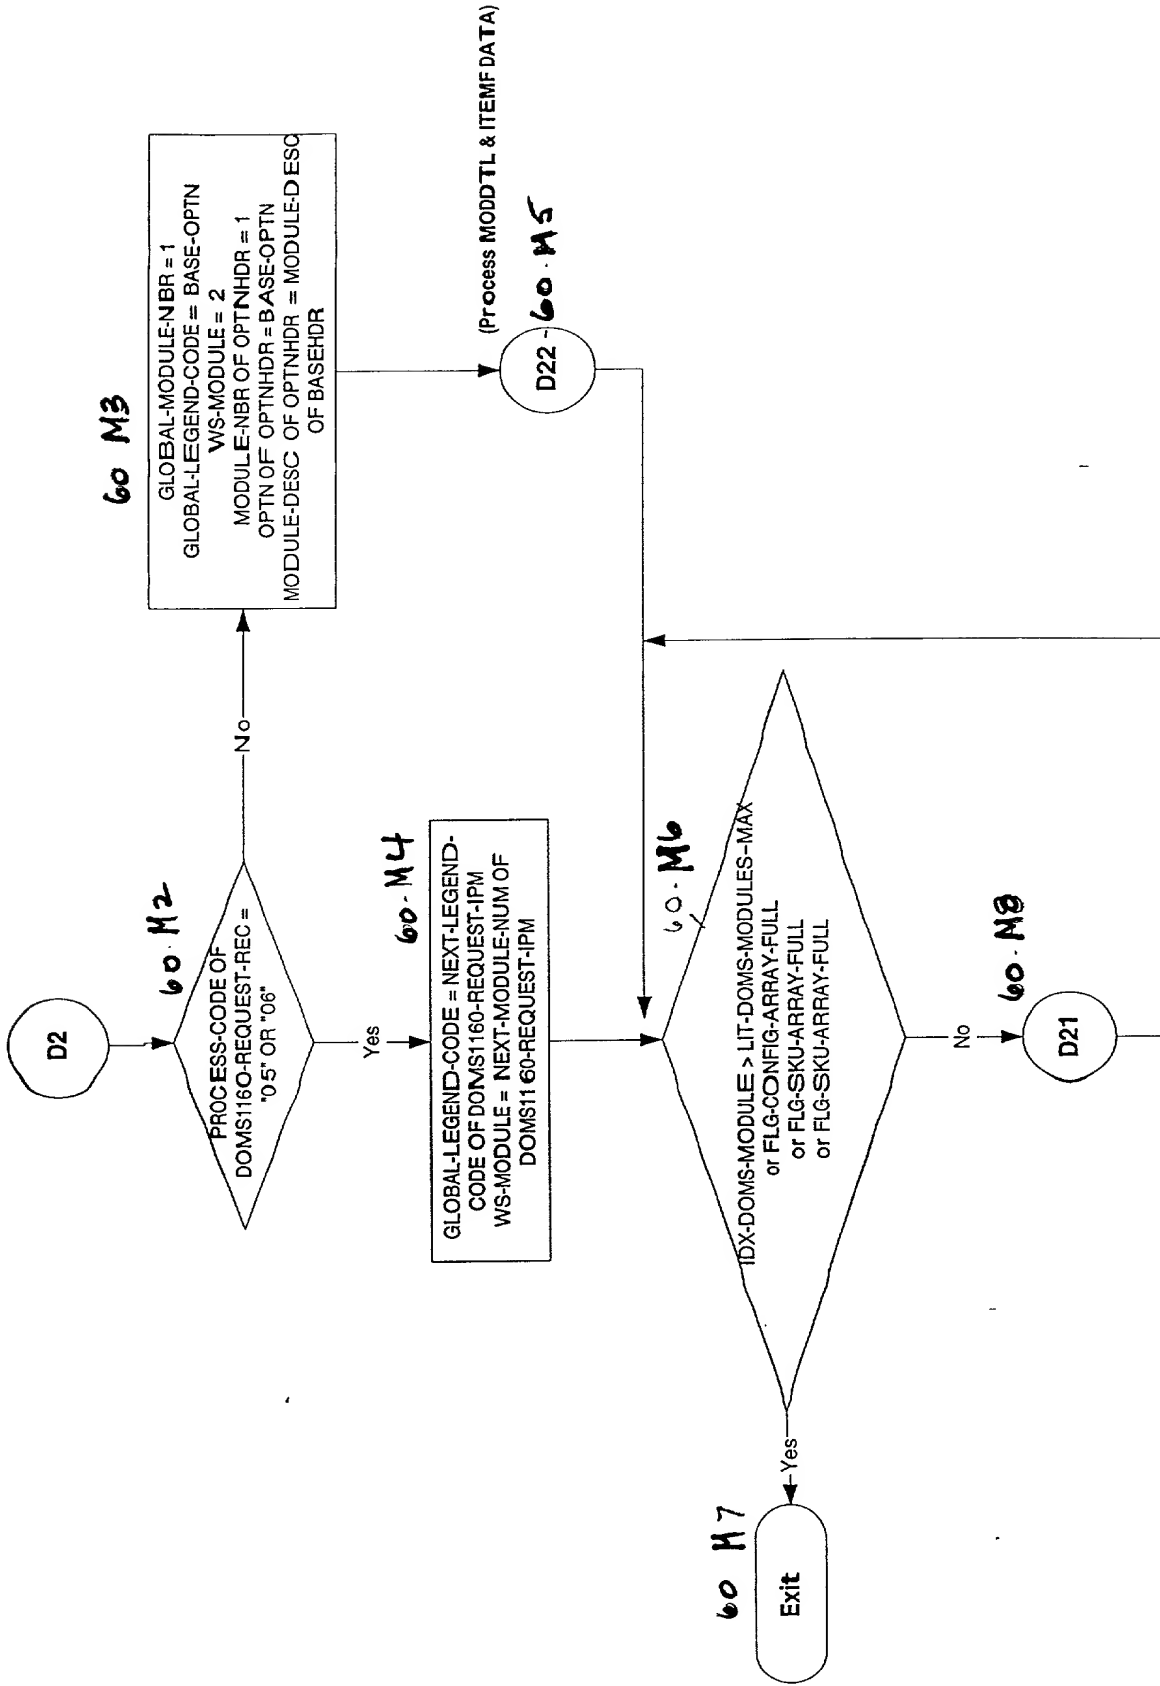 D2
60·M2
PROCESS-CODE OF
DOMS1160-REQUEST-REC =
"05" OR "06"
No
60 M3
GLOBAL-MODULE-NBR = 1
GLOBAL-LEGEND-CODE = BASE-OPTN
WS-MODULE = 2
MODULE-NBR OF OPTNHDR = 1
OPTN OF OPTNHDR = BASE-OPTN
MODULE-DESC OF OPTNHDR = MODULE-DESC
OF BASEHDR
(Process MODDTL & ITEMF DATA)
D22 - 60·M5
Yes
60·M4
GLOBAL-LEGEND-CODE = NEXT-LEGEND-
CODE OF DOMS1160-REQUEST-IPM
WS-MODULE = NEXT-MODULE-NUM OF
DOMS1160-REQUEST-IPM
60·M6
IDX-DOMS-MODULE > LIT-DOMS-MODULES-MAX
or FLG-CONFIG-ARRAY-FULL
or FLG-SKU-ARRAY-FULL
or FLG-SKU-ARRAY-FULL
Yes
60 M7
Exit
No
60·M8
D21